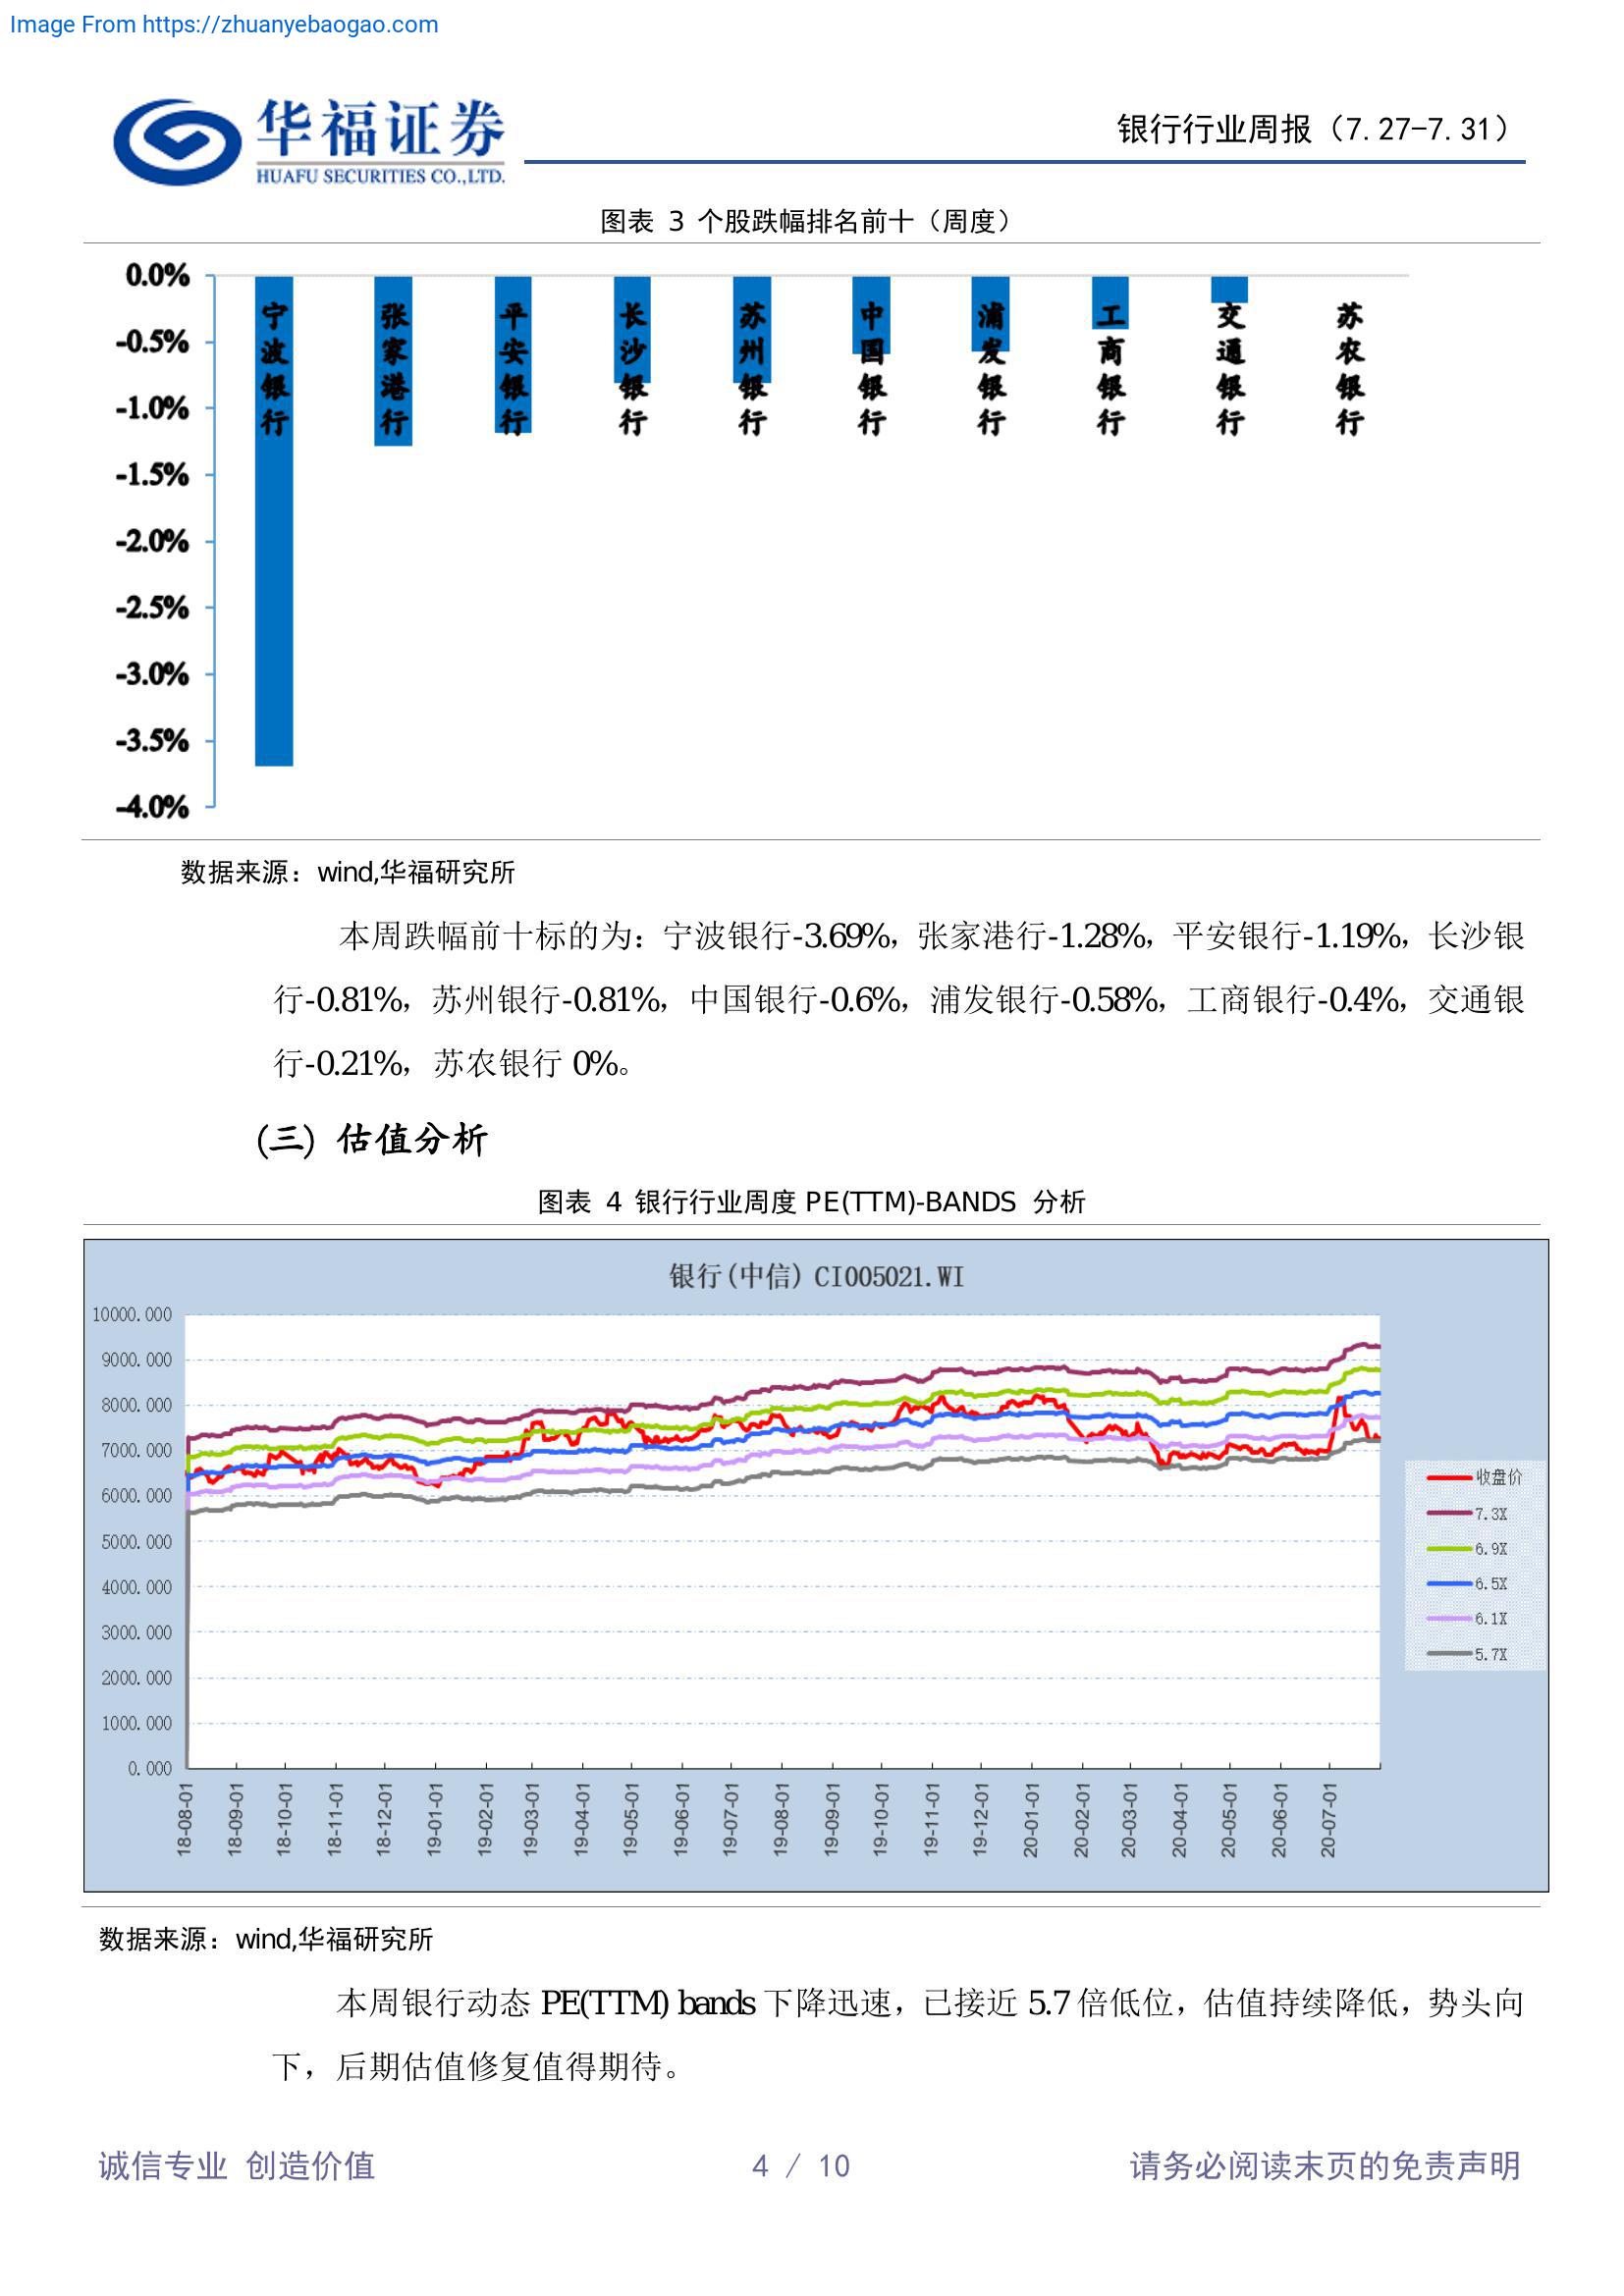 Image From https://zhuanyebaogao.com
华福证券
HUAFU SECURITIES CO.,LTD.
银行行业周报（7.27-7.31）
图表 3 个股跌幅排名前十（周度）
0.0%
-0.5%
-1.0%
-1.5%
-2.0%
-2.5%
-3.0%
-3.5%
-4.0%
宁波银行
张家港行
平安银行
长沙银行
苏州银行
中国银行
浦发银行
工商银行
交通银行
苏农银行
数据来源：wind,华福研究所
本周跌幅前十标的为：宁波银行-3.69%，张家港行-1.28%，平安银行-1.19%，长沙银
行-0.81%，苏州银行-0.81%，中国银行-0.6%，浦发银行-0.58%，工商银行-0.4%，交通银
行-0.21%，苏农银行 0%。
(三) 估值分析
图表 4 银行行业周度 PE(TTM)-BANDS 分析
银行(中信) CI005021.WI
10000.000
9000.000
8000.000
7000.000
6000.000
5000.000
4000.000
3000.000
2000.000
1000.000
0.000
18-08-01
18-09-01
18-10-01
18-11-01
18-12-01
19-01-01
19-02-01
19-03-01
19-04-01
19-05-01
19-06-01
19-07-01
19-08-01
19-09-01
19-10-01
19-11-01
19-12-01
20-01-01
20-02-01
20-03-01
20-04-01
20-05-01
20-06-01
20-07-01
收盘价
7.3X
6.9X
6.5X
6.1X
5.7X
数据来源：wind,华福研究所
本周银行动态 PE(TTM) bands 下降迅速，已接近 5.7 倍低位，估值持续降低，势头向
下，后期估值修复值得期待。
诚信专业 创造价值
4 / 10
请务必阅读末页的免责声明